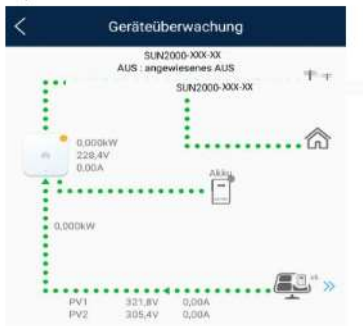 Geräteüberwachung
SUN2000-XXX-XX
AUS : angewiesenes AUS
SUN2000-XXX-XX
0,000kW
228,4V
0,00A
Akku
0,000kW
PV1 321,8V 0,00A
PV2 305,4V 0,00A